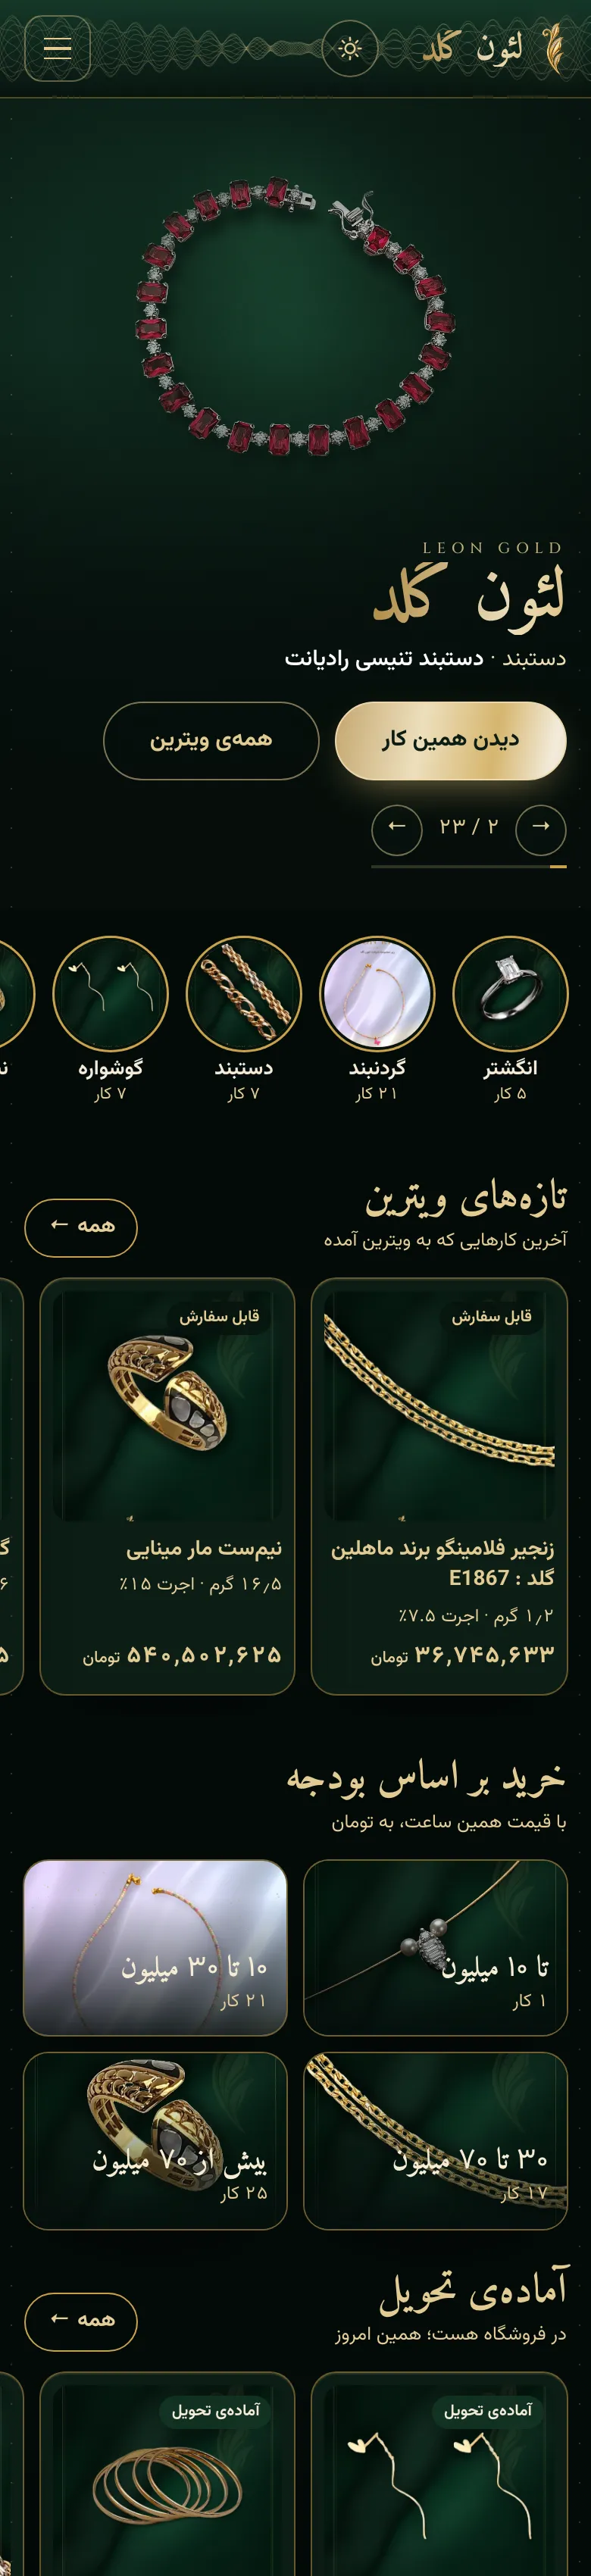 لئون گلد
LEON GOLD
لئون گلد
دستبند · دستبند تنیسی رادیانت
دیدن همین کار
همه‌ی ویترین
→ ۲ / ۲۳ ←
انگشتر
۵ کار
گردنبند
۲۱ کار
دستبند
۷ کار
گوشواره
۷ کار
تازه‌های ویترین
آخرین کارهایی که به ویترین آمده
همه ←
قابل سفارش
زنجیر فلامینگو برند ماهلین
گلد : E1867
۱٫۲ گرم · اجرت ۷.۵٪
۳۶,۷۴۵,۶۳۳ تومان
قابل سفارش
نیم‌ست مار مینایی
۱۶٫۵ گرم · اجرت ۱۵٪
۵۴۰,۵۰۲,۶۲۵ تومان
خرید بر اساس بودجه
با قیمت همین ساعت، به تومان
تا ۱۰ میلیون
۱ کار
۱۰ تا ۳۰ میلیون
۲۱ کار
۳۰ تا ۷۰ میلیون
۱۷ کار
بیش از ۷۰ میلیون
۲۵ کار
آماده‌ی تحویل
در فروشگاه هست؛ همین امروز
همه ←
آماده‌ی تحویل
آماده‌ی تحویل